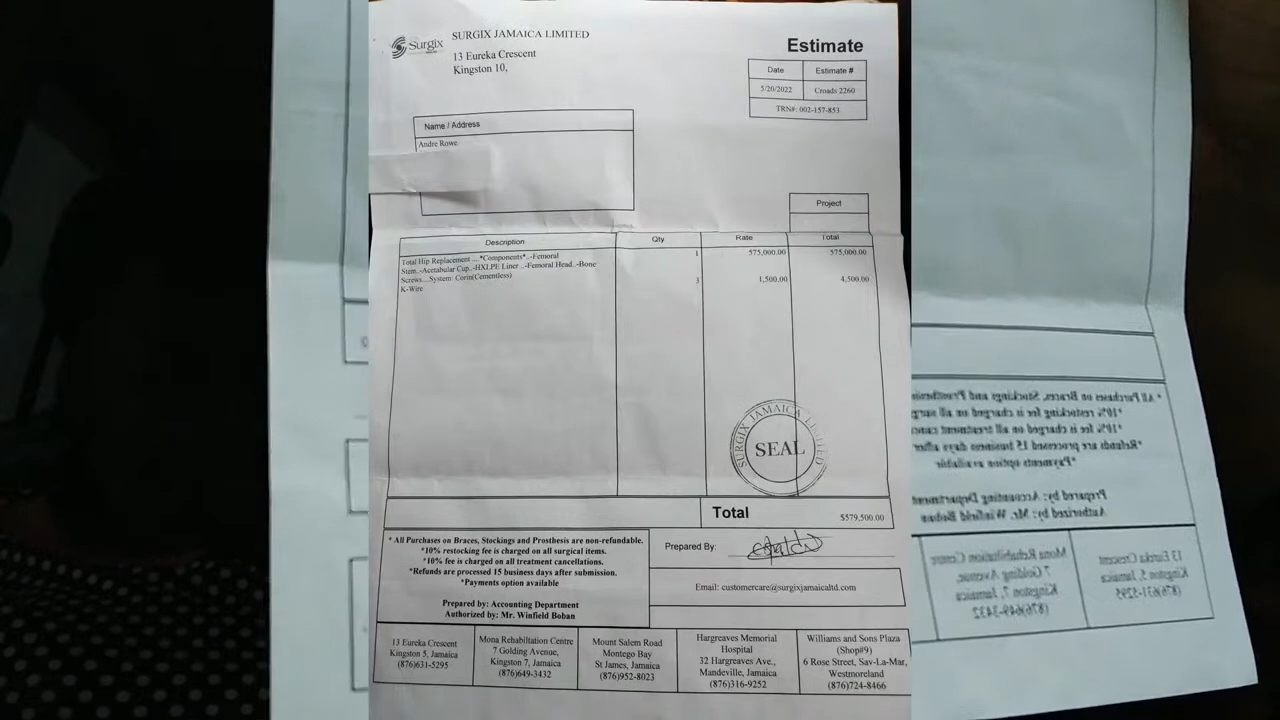 Surgix
SURGIX JAMAICA LIMITED
13 Eureka Crescent
Kingston 10,
Estimate
Date
Estimate #
5/20/2022
Croads 2260
TRN#: 002-157-853
Name / Address
Andre Rowe
Project
Description
Qty
Rate
Total
Total Hip Replacement ....*Components*..-Femoral
Stem..-Acetabular Cup..-HXLPE Liner ..-Femoral Head..-Bone
Screws...System: Corin(Cementless)
1
575,000.00
575,000.00
K-Wire
3
1,500.00
4,500.00
SURGIX JAMAICA LIMITED
SEAL
Total
$579,500.00
* All Purchases on Braces, Stockings and Prosthesis are non-refundable.
*10% restocking fee is charged on all surgical items.
*10% fee is charged on all treatment cancellations.
*Refunds are processed 15 business days after submission.
*Payments option available
Prepared by: Accounting Department
Authorized by: Mr. Winfield Boban
Prepared By:
Email: customercare@surgixjamaicaltd.com
13 Eureka Crescent
Kingston 5, Jamaica
(876)631-5295
Mona Rehabiltation Centre
7 Golding Avenue,
Kingston 7, Jamaica
(876)649-3432
Mount Salem Road
Montego Bay
St James, Jamaica
(876)952-8023
Hargreaves Memorial
Hospital
32 Hargreaves Ave.,
Mandeville, Jamaica
(876)316-9252
Williams and Sons Plaza
(Shop#9)
6 Rose Street, Sav-La-Mar,
Westmoreland
(876)724-8466